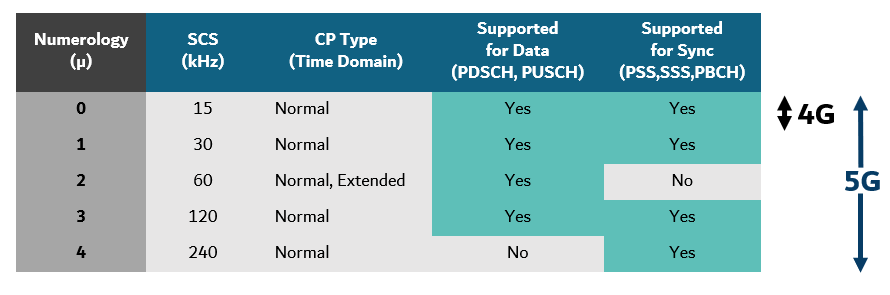 Numerology (μ) SCS (kHz) CP Type (Time Domain) Supported for Data (PDSCH, PUSCH) Supported for Sync (PSS,SSS,PBCH)
0 15 Normal Yes Yes 4G
1 30 Normal Yes Yes
2 60 Normal, Extended Yes No 5G
3 120 Normal Yes Yes
4 240 Normal No Yes